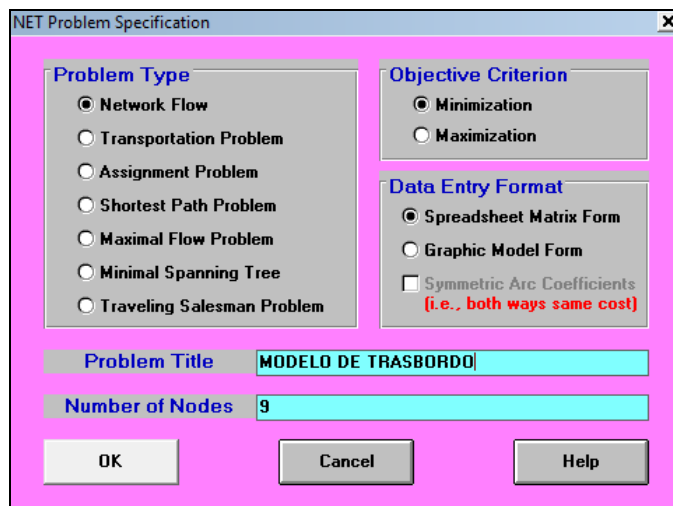 NET Problem Specification
Problem Type
Network Flow
Transportation Problem
Assignment Problem
Shortest Path Problem
Maximal Flow Problem
Minimal Spanning Tree
Traveling Salesman Problem
Objective Criterion
Minimization
Maximization
Data Entry Format
Spreadsheet Matrix Form
Graphic Model Form
Symmetric Arc Coefficients
(i.e., both ways same cost)
Problem Title MODELO DE TRASBORDO
Number of Nodes 9
OK Cancel Help